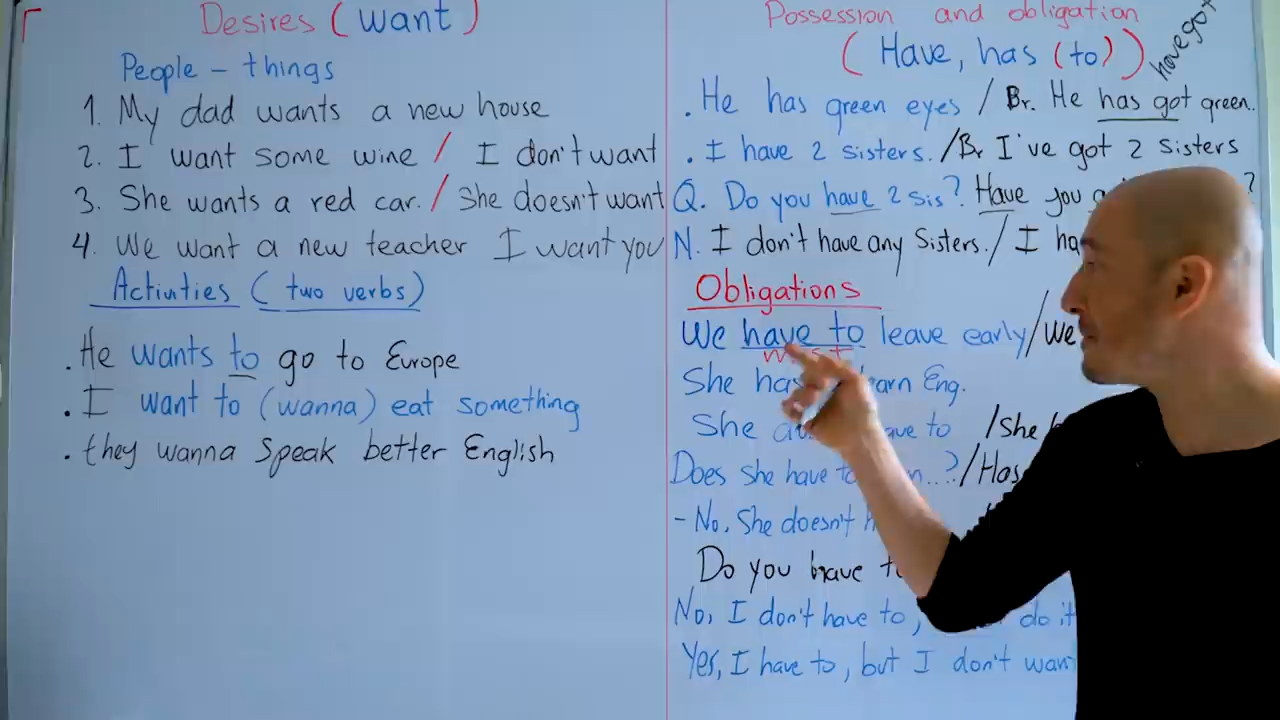 Desires (want)
People – things
1. My dad wants a new house
2. I want some wine / I don't want
3. She wants a red car. / She doesn't want
4. We want a new teacher I want you
Activities (two verbs)
. He wants to go to Europe
. I want to (wanna) eat something
. they wanna speak better English
Possession and obligation
(Have, has (to))
have got
. He has green eyes / Br. He has got green..
. I have 2 sisters. / Br I've got 2 sisters
Q. Do you have 2 sis? Have you ?
N. I don't have any Sisters. / I
Obligations
We have to leave early / We
must
She Eng.
She to / She
Does she have ...? / Has
- No, She doesn't
Do you have
No, I don't have to, do it
Yes, I have to, but I don't want